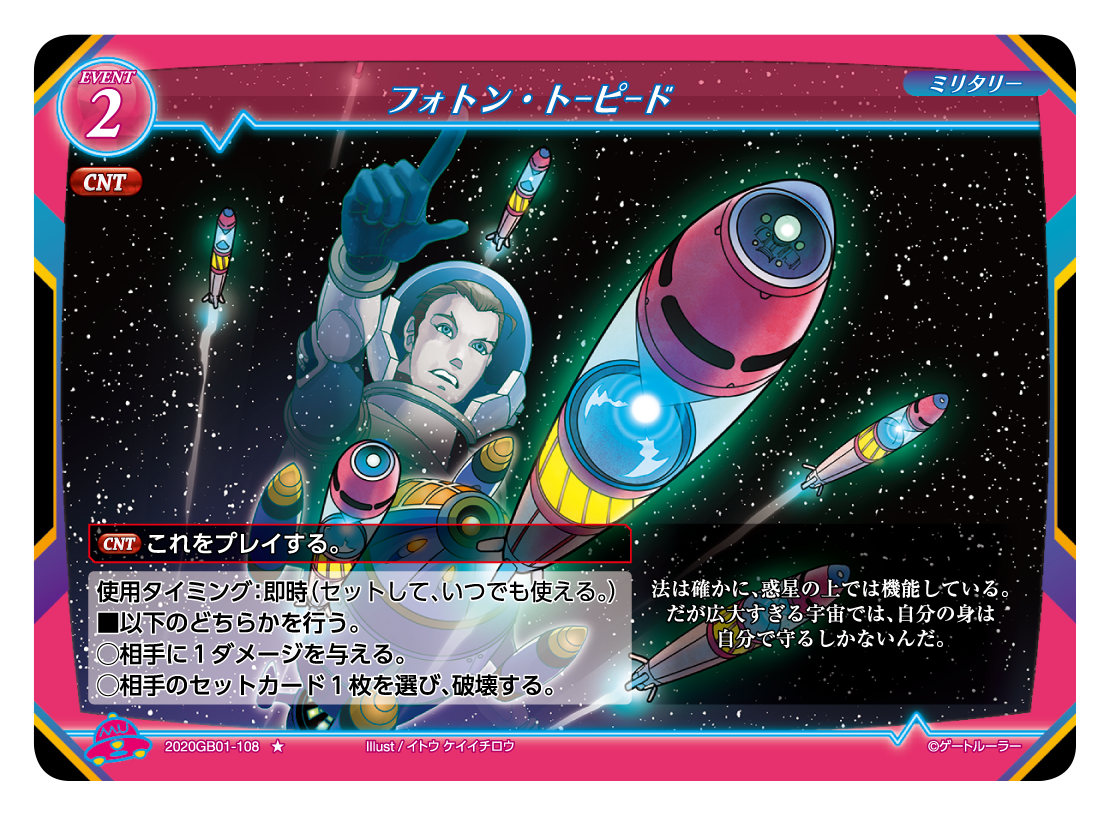 EVENT
2
フォトン・トーピード
ミリタリー
CNT
CNT これをプレイする。
使用タイミング：即時（セットして、いつでも使える。）
■以下のどちらかを行う。
○相手に１ダメージを与える。
○相手のセットカード１枚を選び、破壊する。
法は確かに、惑星の上では機能している。
だが広大すぎる宇宙では、自分の身は
自分で守るしかないんだ。
MU
2020GB01-108 ★
Illust / イトウ ケイイチロウ
©ゲートルーラー